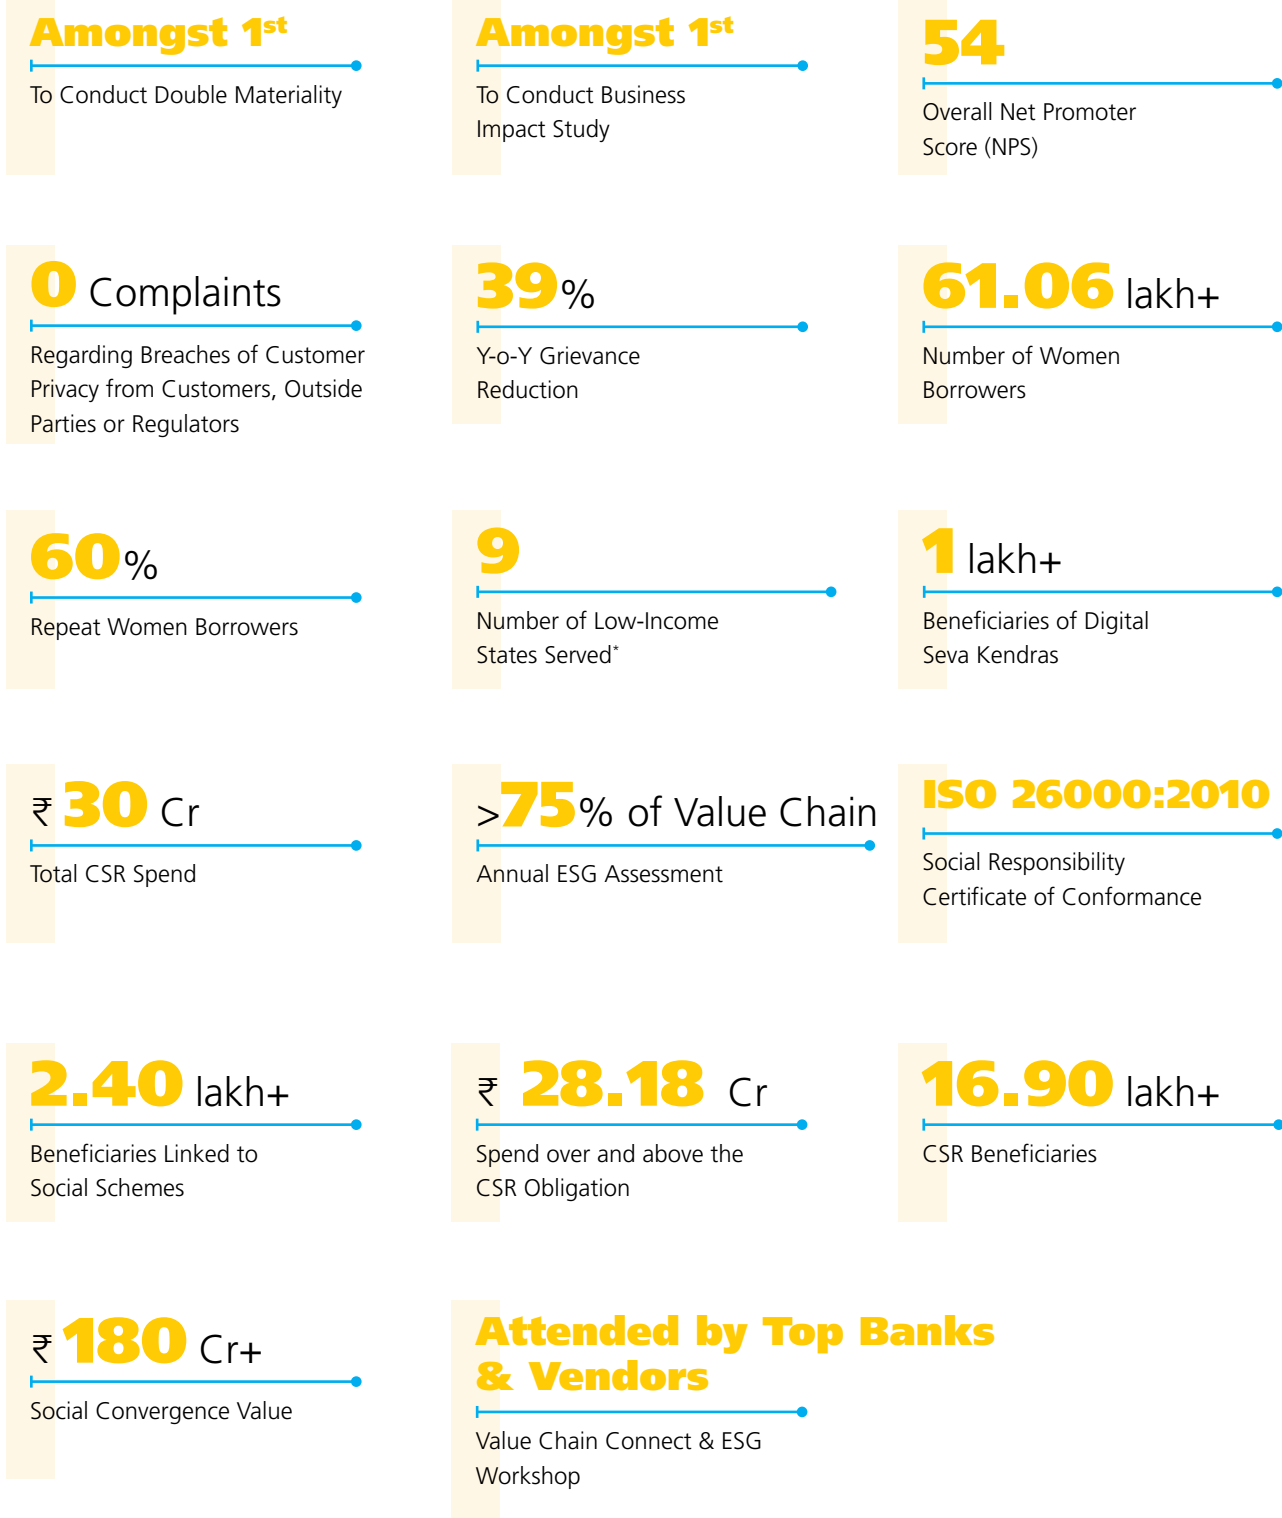 Amongst 1st
To Conduct Double Materiality
Amongst 1st
To Conduct Business
Impact Study
54
Overall Net Promoter
Score (NPS)
0 Complaints
Regarding Breaches of Customer
Privacy from Customers, Outside
Parties or Regulators
39%
Y-o-Y Grievance
Reduction
61.06 lakh+
Number of Women
Borrowers
60%
Repeat Women Borrowers
9
Number of Low-Income
States Served*
1 lakh+
Beneficiaries of Digital
Seva Kendras
₹ 30 Cr
Total CSR Spend
>75% of Value Chain
Annual ESG Assessment
ISO 26000:2010
Social Responsibility
Certificate of Conformance
2.40 lakh+
Beneficiaries Linked to
Social Schemes
₹ 28.18 Cr
Spend over and above the
CSR Obligation
16.90 lakh+
CSR Beneficiaries
₹ 180 Cr+
Social Convergence Value
Attended by Top Banks
& Vendors
Value Chain Connect & ESG
Workshop